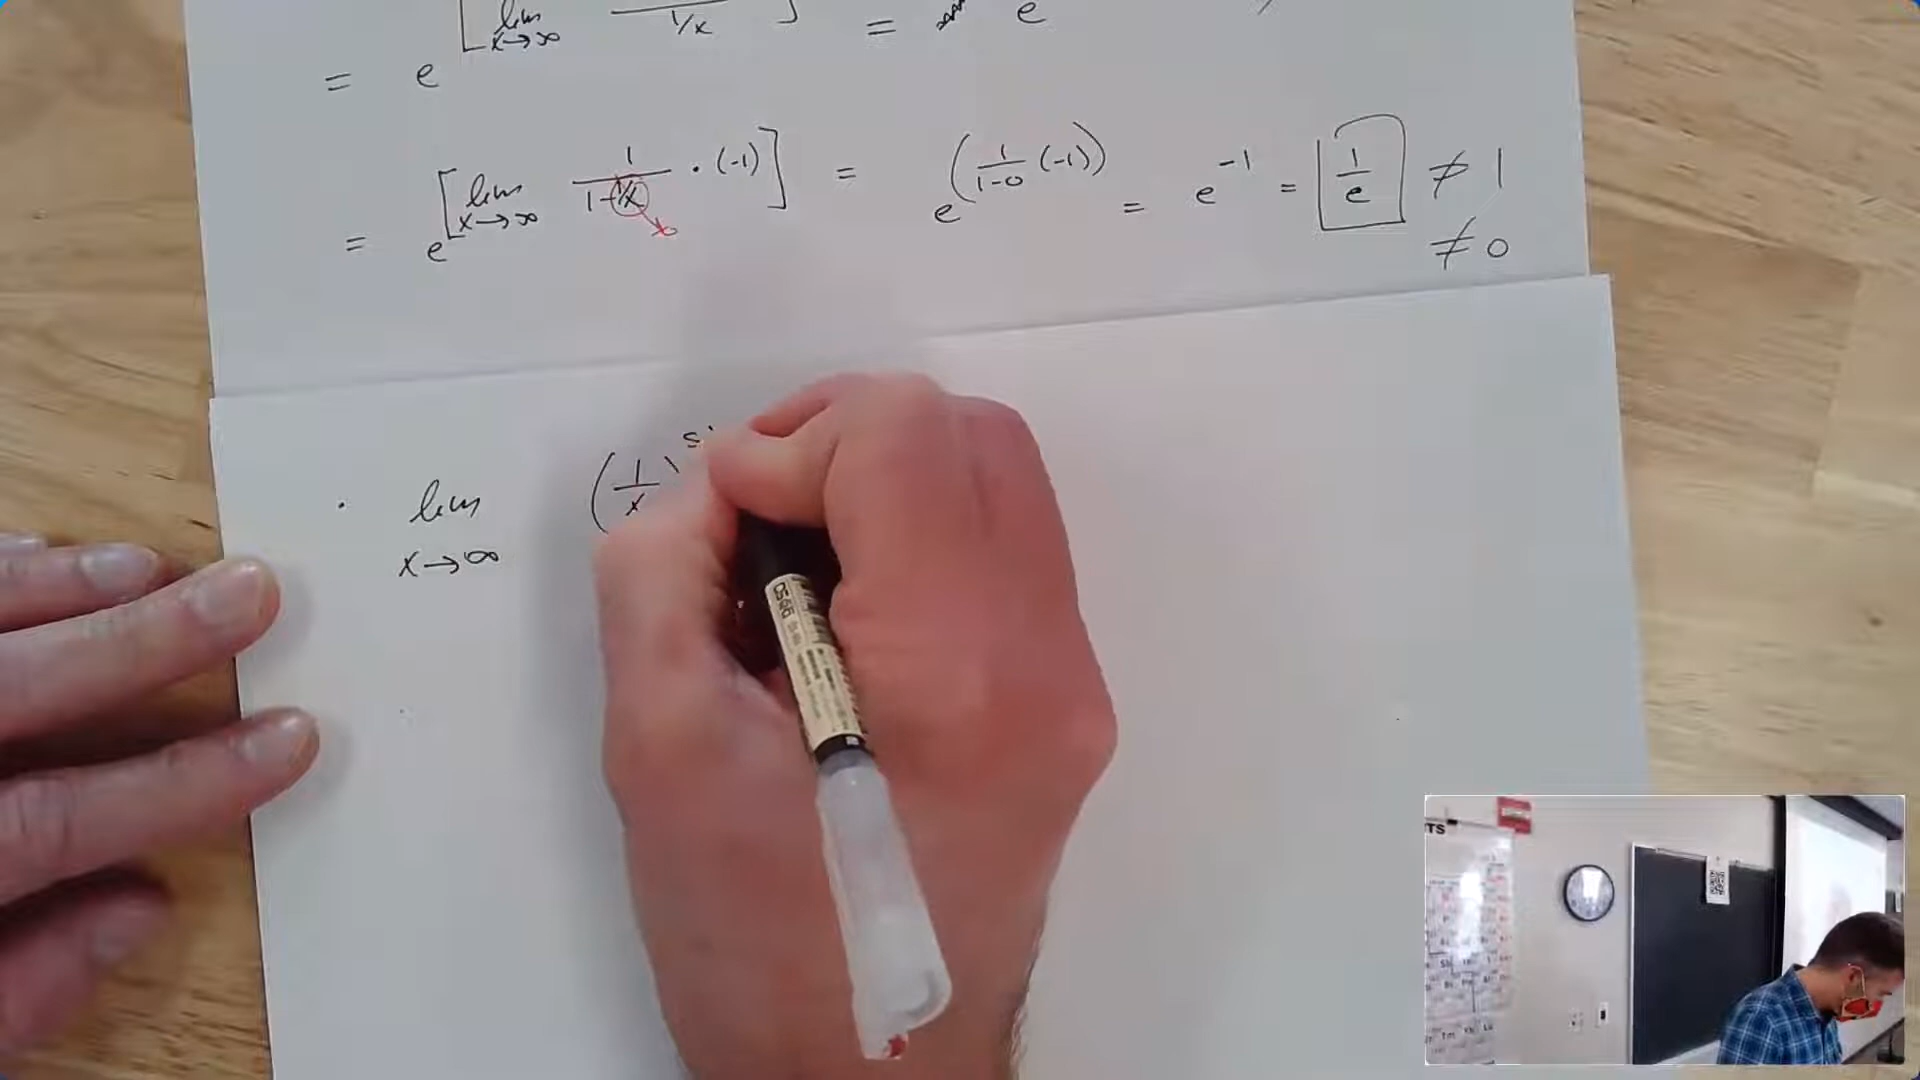 = e [lim x→∞ ──── 1/x ] = e
= e [lim x→∞ 1/(1-1/x) · (-1)] = e (1/(1-0) (-1)) = e -1 = 1/e ≠ 1
≠ 0
· lim x→∞ (1/x)